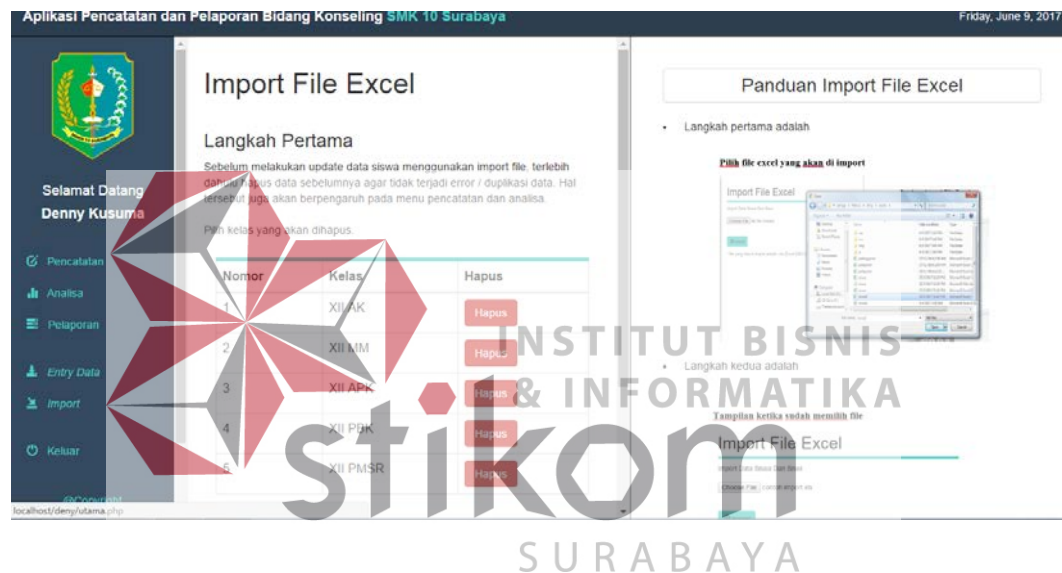 Aplikasi Pencatatan dan Pelaporan Bidang Konseling SMK 10 Surabaya
Friday, June 9, 2017
Selamat Datang
Denny Kusuma
Pencatatan
Analisa
Pelaporan
Entry Data
Import
Keluar
@Copyright
localhost/deny/utama.php
Import File Excel
Langkah Pertama
Sebelum melakukan update data siswa menggunakan import file, terlebih
dahulu hapus data sebelumnya agar tidak terjadi error / duplikasi data. Hal
tersebut juga akan berpengaruh pada menu pencatatan dan analisa.
Pilih kelas yang akan dihapus.
Nomor Kelas Hapus
1 XII AK Hapus
2 XII MM Hapus
3 XII APK Hapus
4 XII PBK Hapus
5 XII PMSR Hapus
Panduan Import File Excel
• Langkah pertama adalah
Pilih file excel yang akan di import
Import File Excel
• Langkah kedua adalah
Tampilan ketika sudah memilih file
Import File Excel
Import Data Siswa Dan Siswi
Choose File
INSTITUT BISNIS
& INFORMATIKA
stikom
SURABAYA